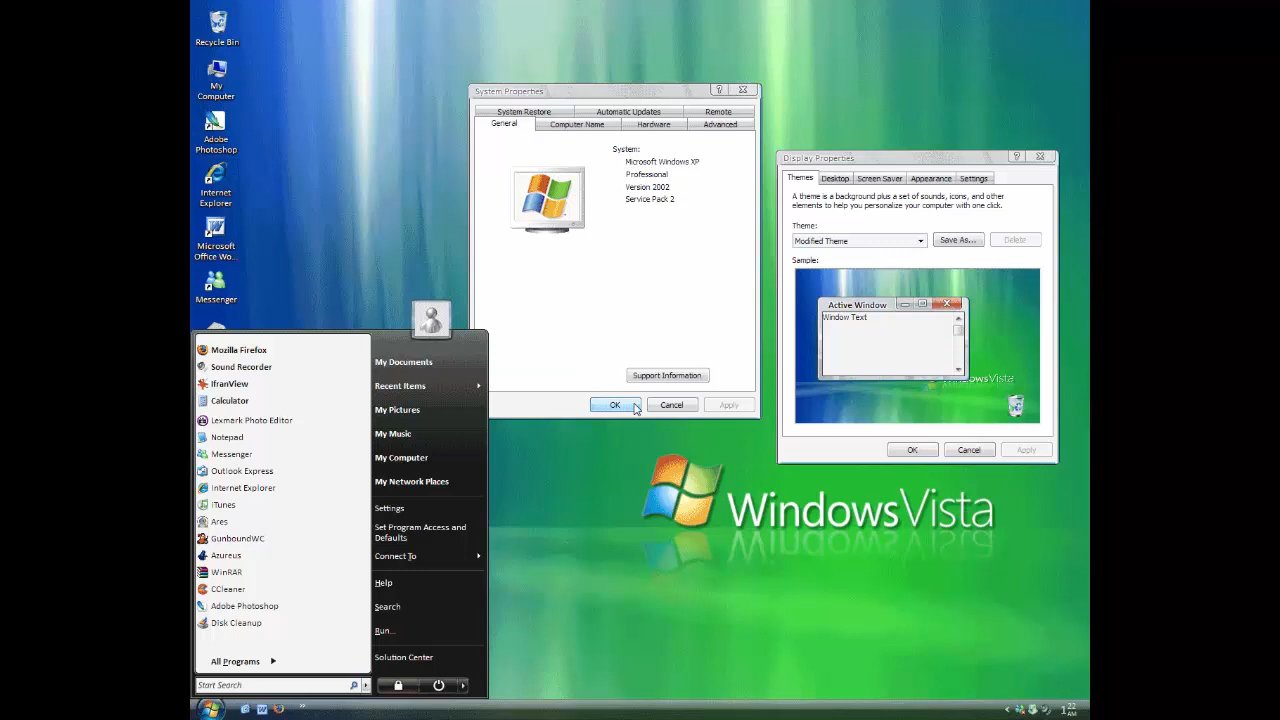 Recycle Bin
My
Computer
Adobe
Photoshop
Internet
Explorer
Microsoft
Office Wo...
Messenger
System Properties
System Restore
Automatic Updates
Remote
General
Computer Name
Hardware
Advanced
System:
Microsoft Windows XP
Professional
Version 2002
Service Pack 2
Support Information
OK
Cancel
Apply
Display Properties
Themes
Desktop
Screen Saver
Appearance
Settings
A theme is a background plus a set of sounds, icons, and other
elements to help you personalize your computer with one click.
Theme:
Modified Theme
Save As...
Delete
Sample:
Active Window
Window Text
WindowsVista
OK
Cancel
Apply
Mozilla Firefox
Sound Recorder
IfranView
Calculator
Lexmark Photo Editor
Notepad
Messenger
Outlook Express
Internet Explorer
iTunes
Ares
GunboundWC
Azureus
WinRAR
CCleaner
Adobe Photoshop
Disk Cleanup
All Programs
Start Search
My Documents
Recent Items
My Pictures
My Music
My Computer
My Network Places
Settings
Set Program Access and
Defaults
Connect To
Help
Search
Run...
Solution Center
WindowsVista
1:22
AM